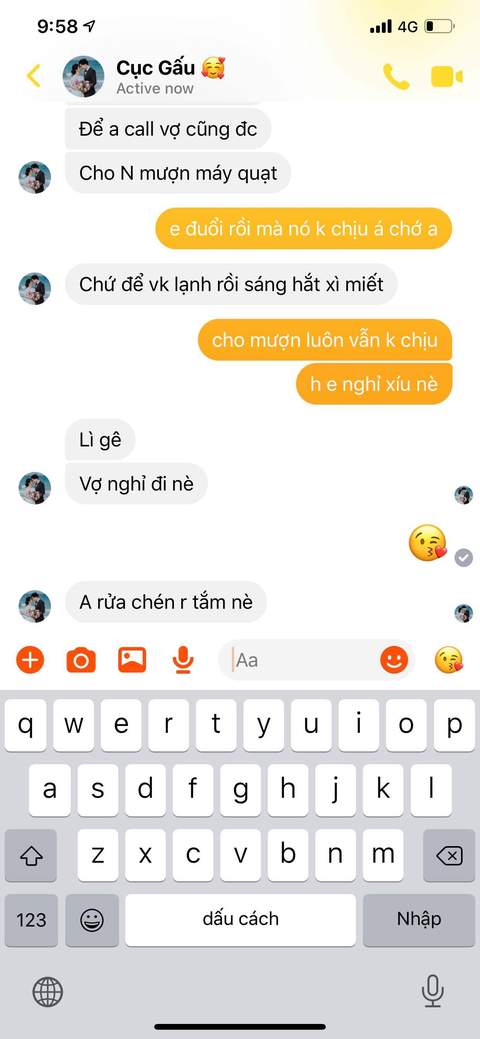 9:58
4G
Cục Gấu 🥰
Active now
Để a call vợ cũng đc
Cho N mượn máy quạt
e đuổi rồi mà nó k chịu á chớ a
Chứ để vk lạnh rồi sáng hắt xì miết
cho mượn luôn vẫn k chịu
h e nghỉ xíu nè
Lì gê
Vợ nghỉ đi nè
😘
A rửa chén r tắm nè
Aa
q w e r t y u i o p
a s d f g h j k l
z x c v b n m
123 dấu cách Nhập